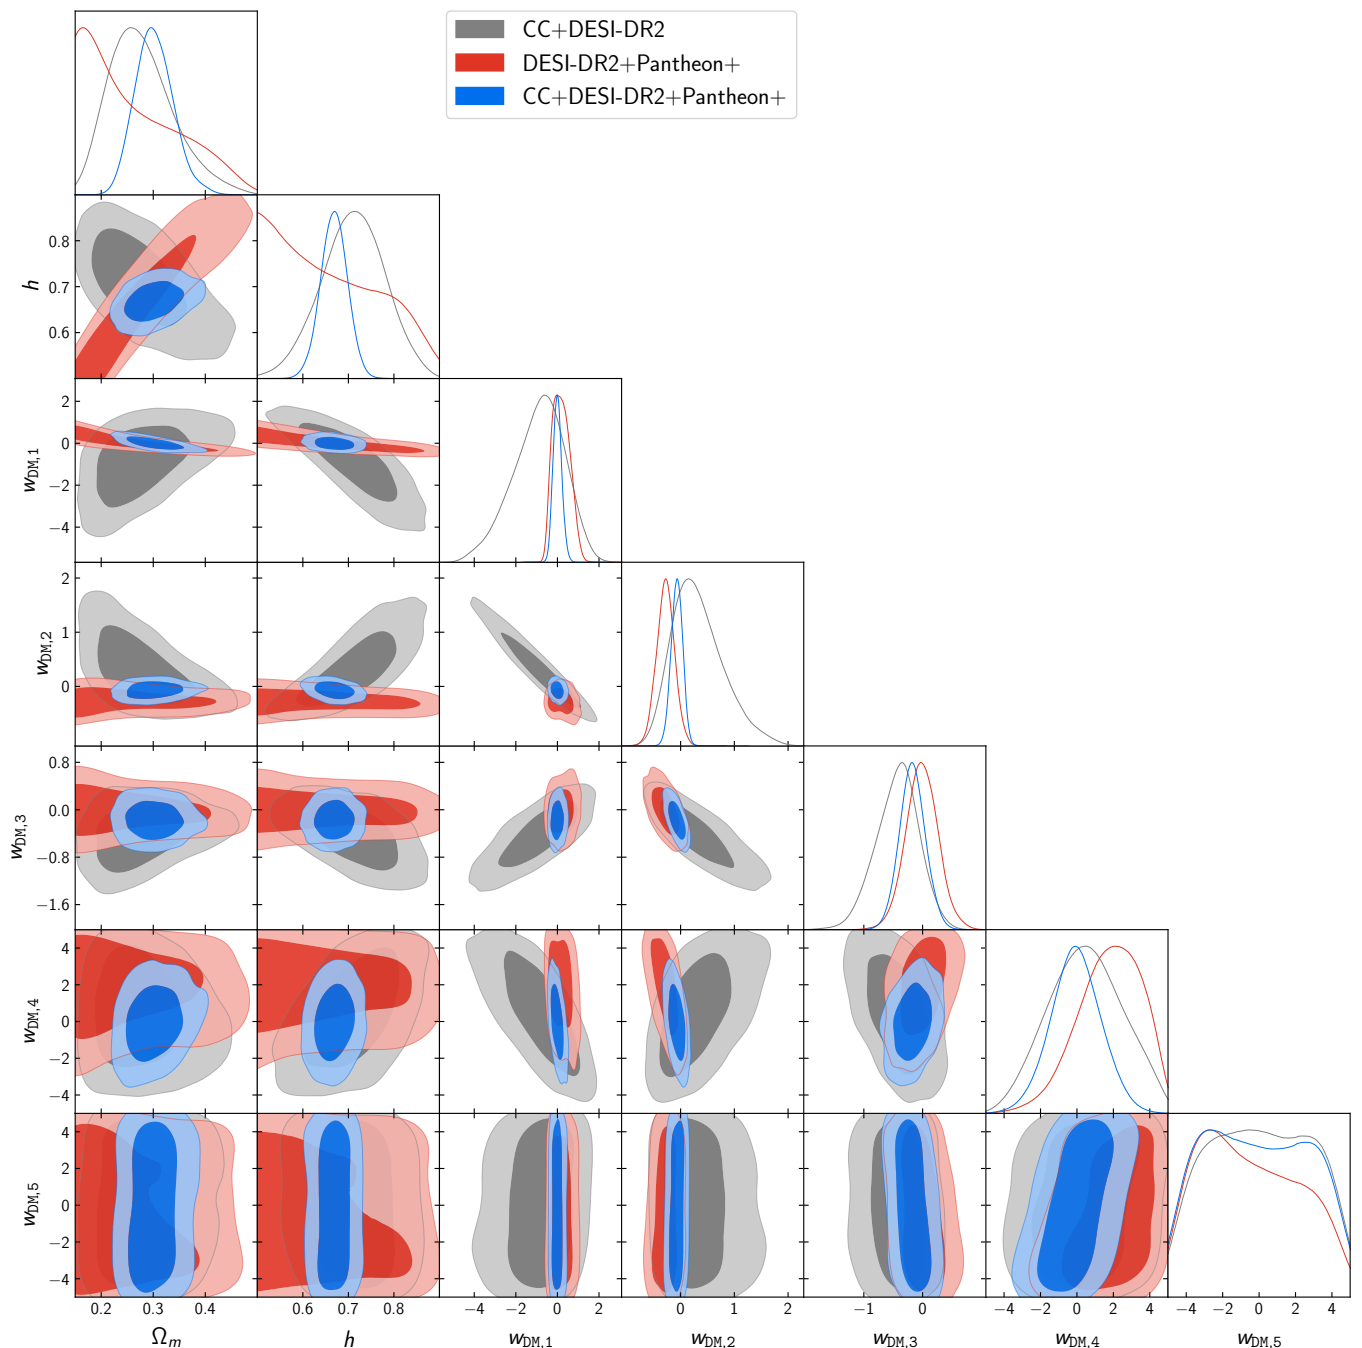 CC+DESI-DR2
DESI-DR2+Pantheon+
CC+DESI-DR2+Pantheon+
0.8
0.7
0.6
h
2
0
−2
−4
w_DM,1
2
1
0
w_DM,2
0.8
0.0
−0.8
−1.6
w_DM,3
4
2
0
−2
−4
w_DM,4
4
2
0
−2
−4
w_DM,5
0.2 0.3 0.4 0.6 0.7 0.8 −4 −2 0 2 0 1 2 −1 0 −4 −2 0 2 4 −4 −2 0 2 4
Ω_m h w_DM,1 w_DM,2 w_DM,3 w_DM,4 w_DM,5